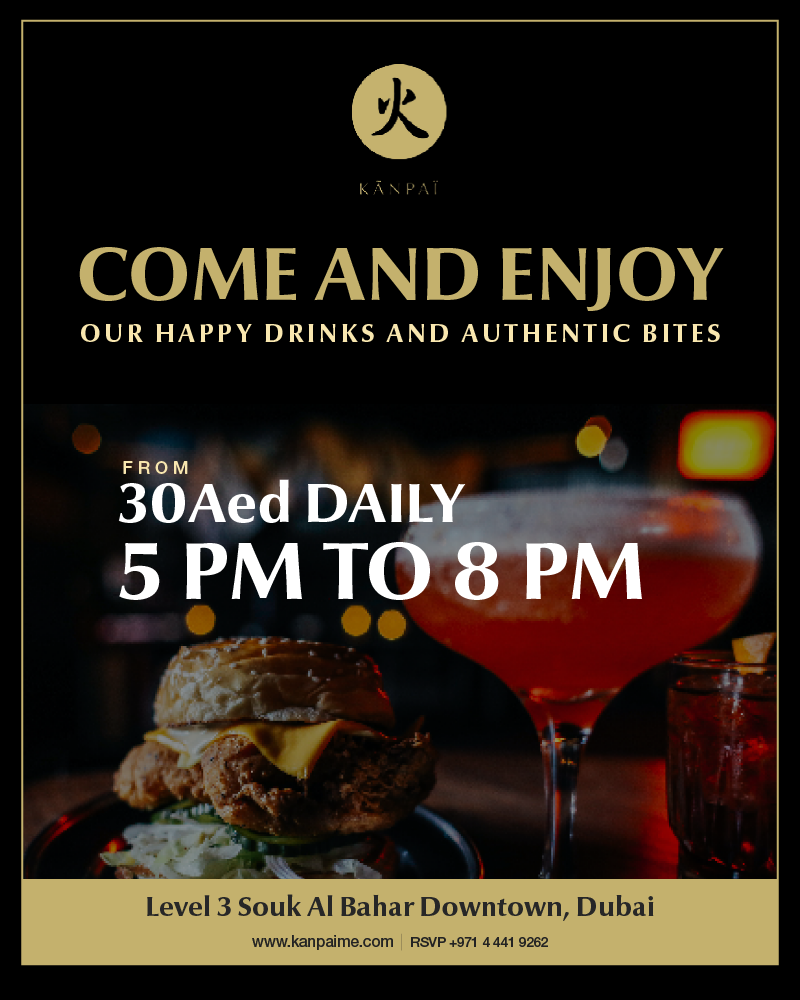 火
KĀNPAÏ
COME AND ENJOY
OUR HAPPY DRINKS AND AUTHENTIC BITES
FROM
30Aed DAILY
5 PM TO 8 PM
Level 3 Souk Al Bahar Downtown, Dubai
www.kanpaime.com | RSVP +971 4 441 9262